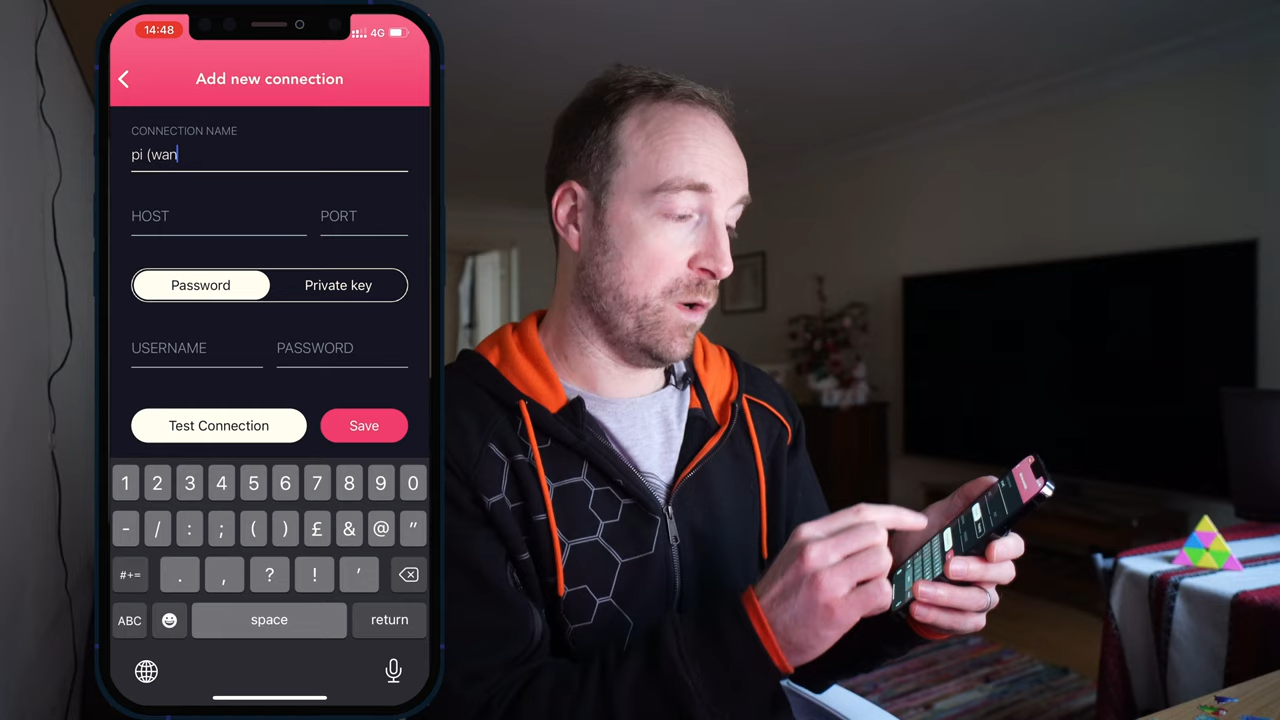 14:48
4G
Add new connection
CONNECTION NAME
pi (wan
HOST PORT
Password Private key
USERNAME PASSWORD
Test Connection Save
1 2 3 4 5 6 7 8 9 0
- / : ; ( ) £ & @ "
#+= . , ? ! '
ABC space return